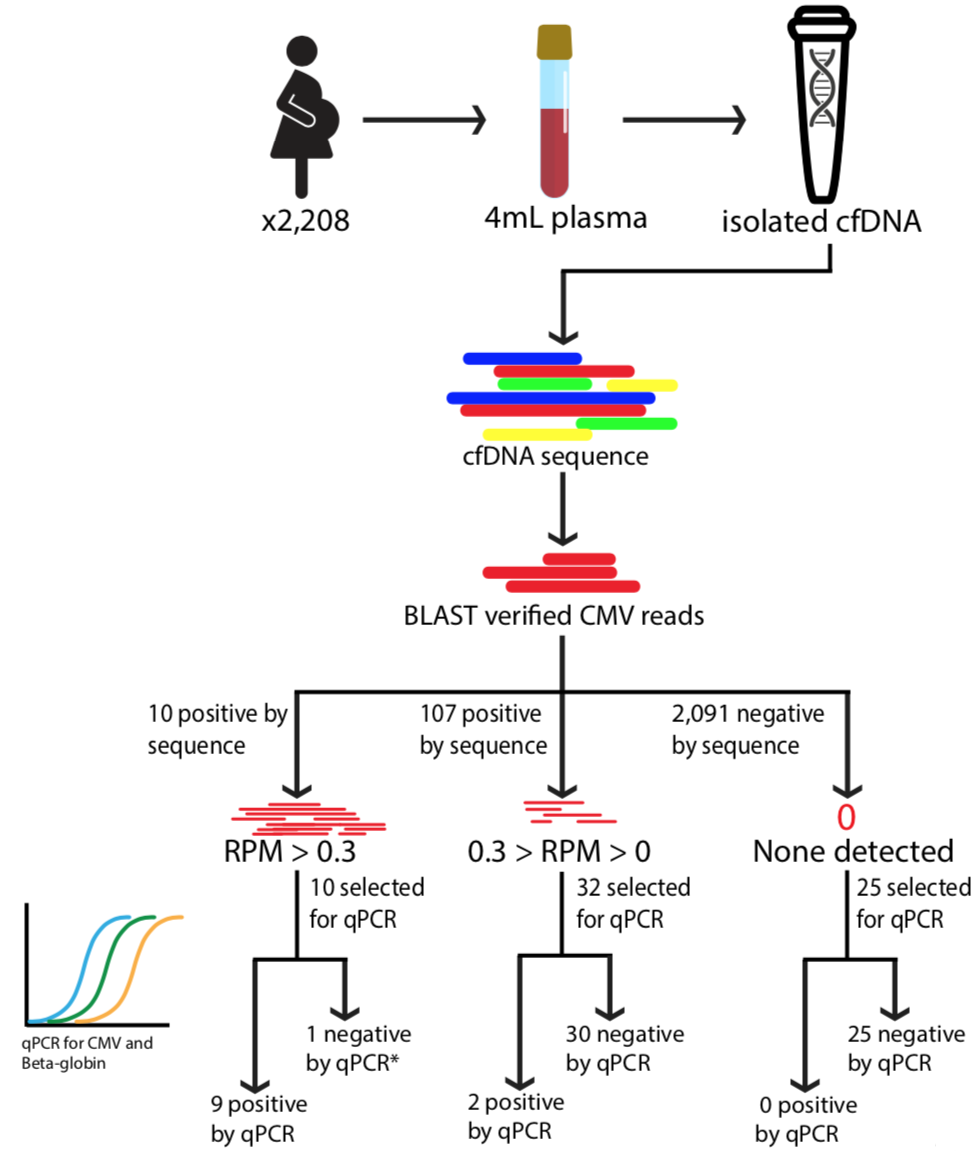 x2,208
4mL plasma
isolated cfDNA
cfDNA sequence
BLAST verified CMV reads
10 positive by
sequence
107 positive
by sequence
2,091 negative
by sequence
0
RPM > 0.3
0.3 > RPM > 0
None detected
10 selected
for qPCR
32 selected
for qPCR
25 selected
for qPCR
qPCR for CMV and
Beta-globin
1 negative
by qPCR*
30 negative
by qPCR
25 negative
by qPCR
9 positive
by qPCR
2 positive
by qPCR
0 positive
by qPCR